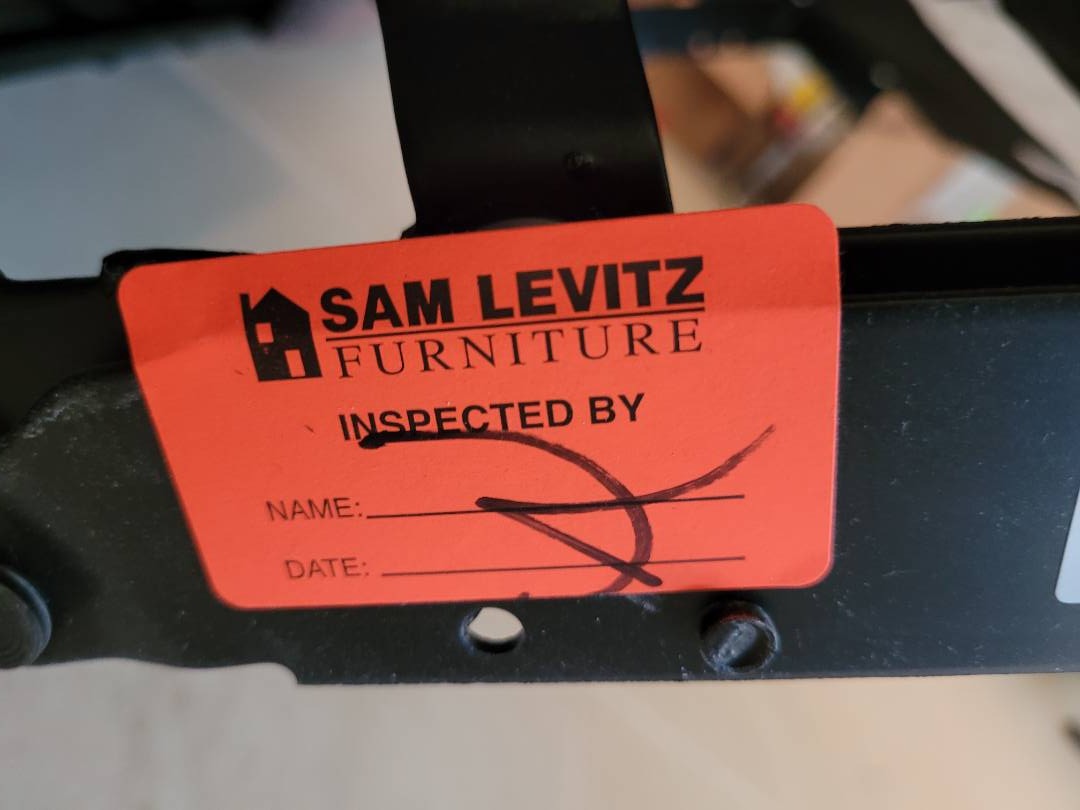 SAM LEVITZ
FURNITURE
INSPECTED BY
NAME:
DATE: